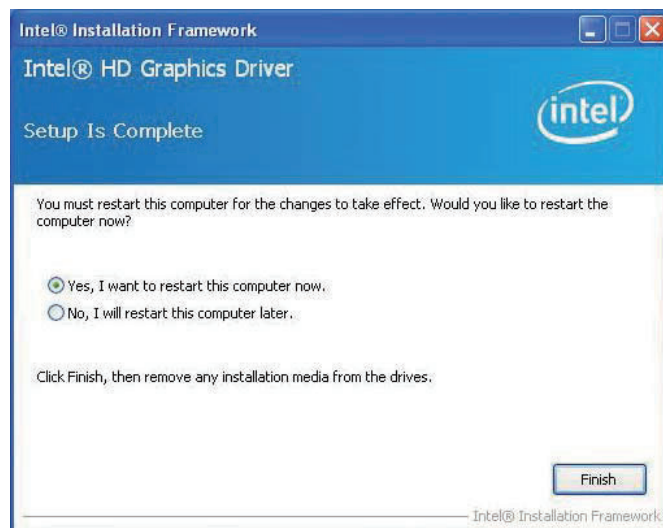 Intel® Installation Framework
Intel® HD Graphics Driver
Setup Is Complete
intel
You must restart this computer for the changes to take effect. Would you like to restart the
computer now?
Yes, I want to restart this computer now.
No, I will restart this computer later.
Click Finish, then remove any installation media from the drives.
Finish
Intel® Installation Framework